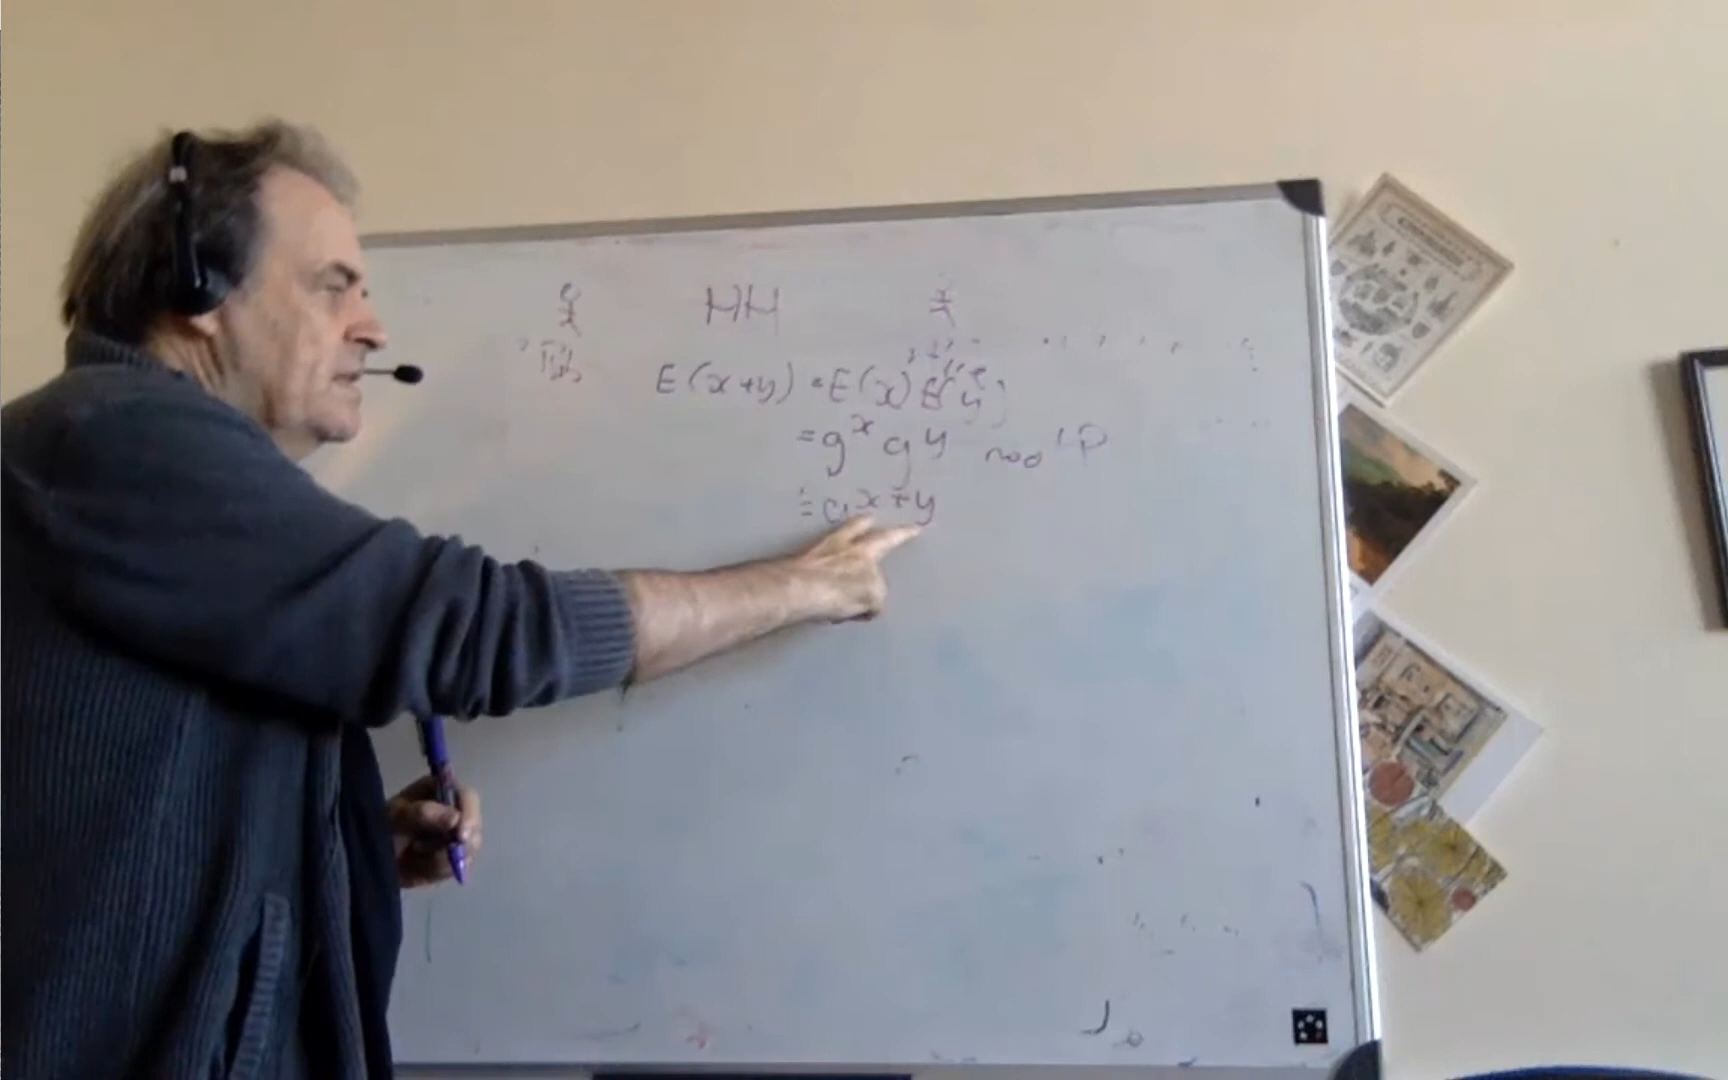 HH
E(x+y) = E(x) E(y)
= g^x g^y mod P
= g^x+y